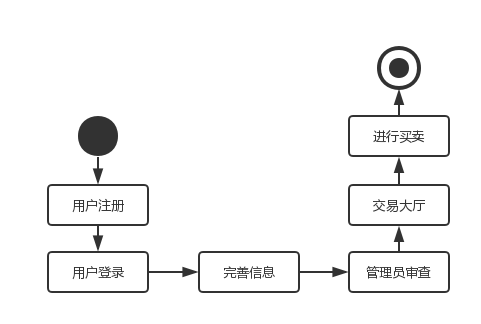 用户注册
用户登录
完善信息
管理员审查
交易大厅
进行买卖